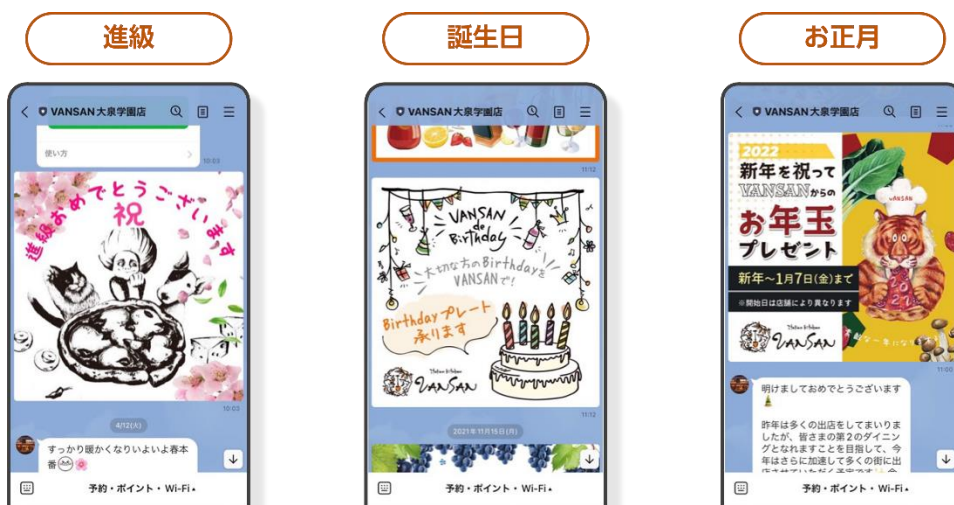 進級
誕生日
お正月
VANSAN大泉学園店
使い方
10:03
進級おめでとうございます
祝
10:03
4/12(火)
すっかり暖かくなりいよいよ春本
番
予約・ポイント・Wi-Fi
VANSAN大泉学園店
11:12
VANSAN
de
Birthday
大切な方のBirthdayを
VANSANで!
Birthdayプレート
承ります
Italian Kitchen
VANSAN
11:12
2021年11月15日(月)
予約・ポイント・Wi-Fi
VANSAN大泉学園店
2022
新年を祝って
VANSANからの
お年玉
プレゼント
新年~1月7日(金)まで
※開始日は店舗により異なります
VANSAN
2021
Italian Kitchen
VANSAN
11:00
明けましておめでとうございます
昨年は多くの出店をしてまいりま
したが、皆さまの第2のダイニン
グとなれますことを目指して、今
年はさらに加速して多くの街に出
予約・ポイント・Wi-Fi